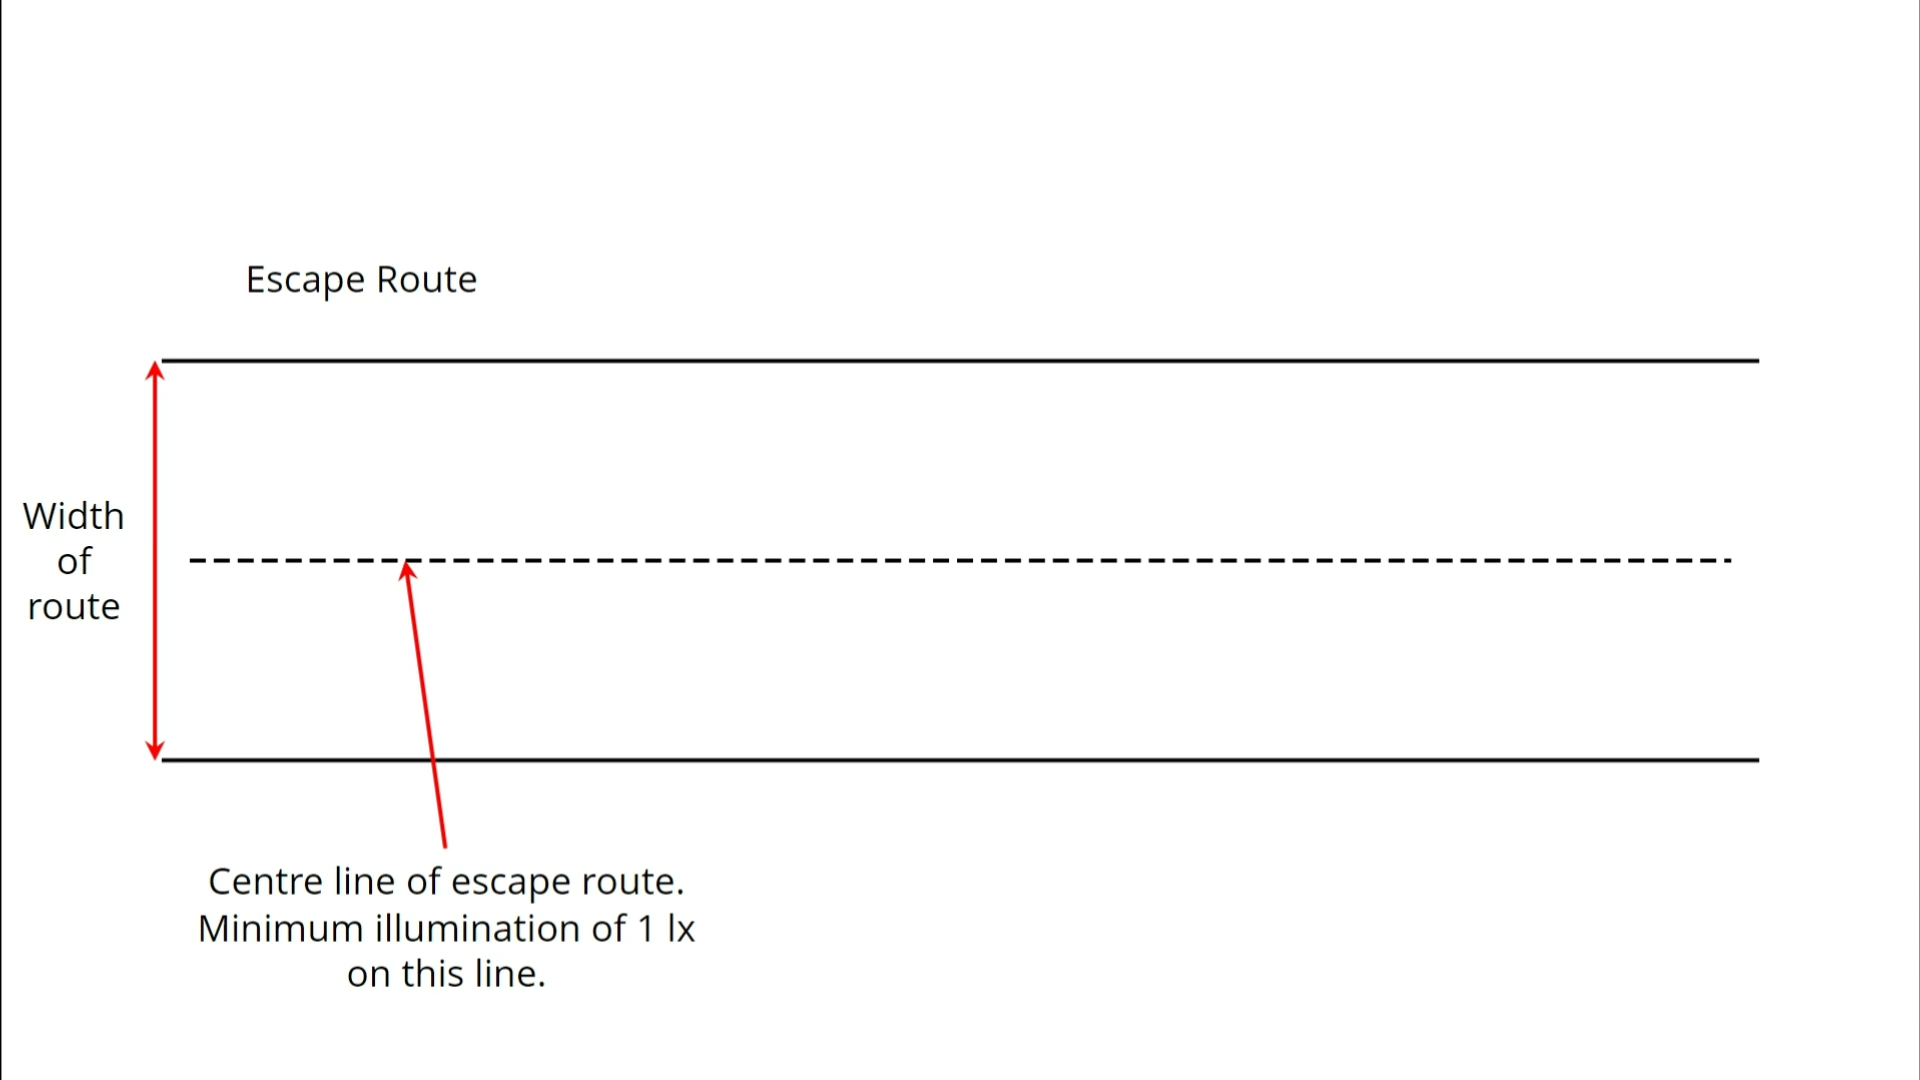 Escape Route
Width
of
route
Centre line of escape route.
Minimum illumination of 1 lx
on this line.